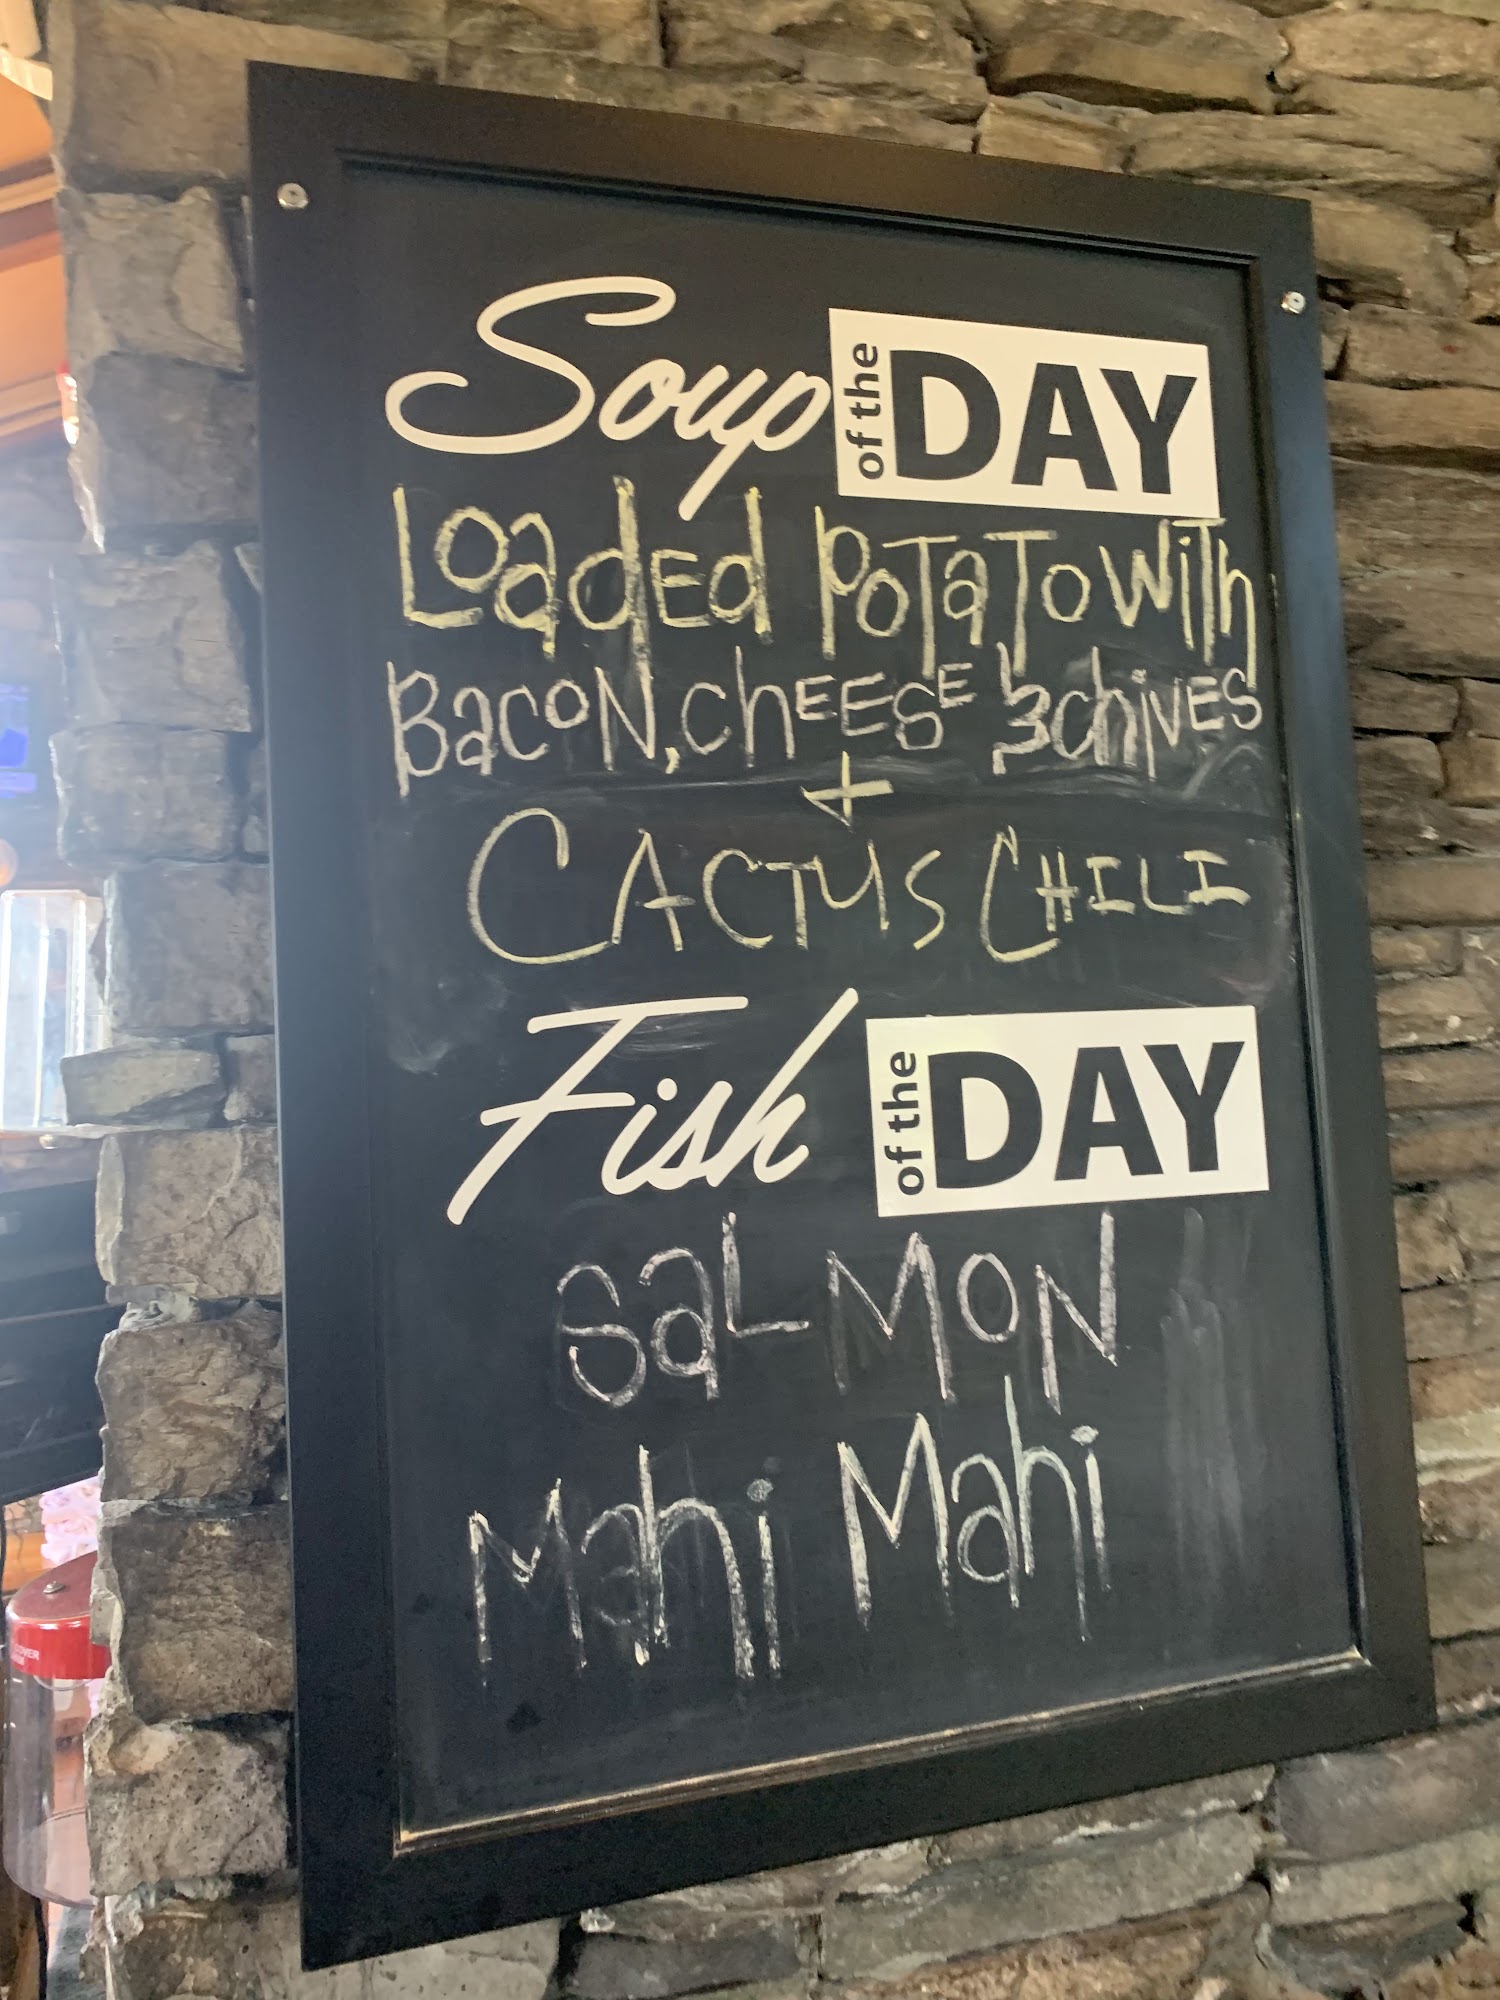 Soup of the DAY
Loaded Potato with
Bacon, Cheese & chives
+
CACTUS CHILI
Fish of the DAY
Salmon
Mahi Mahi